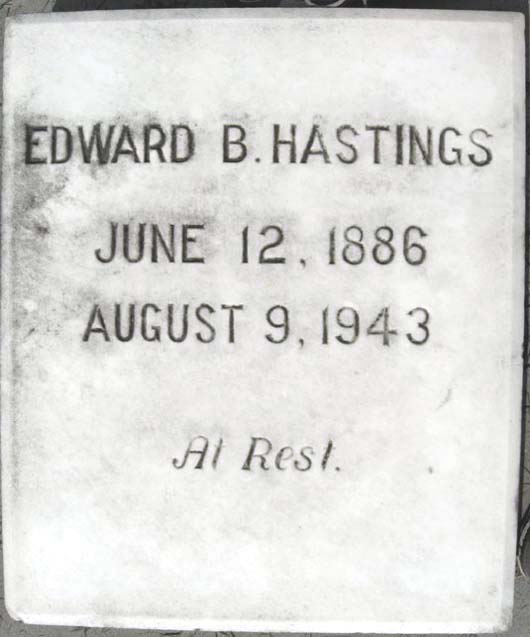 EDWARD B. HASTINGS
JUNE 12, 1886
AUGUST 9, 1943
At Rest.